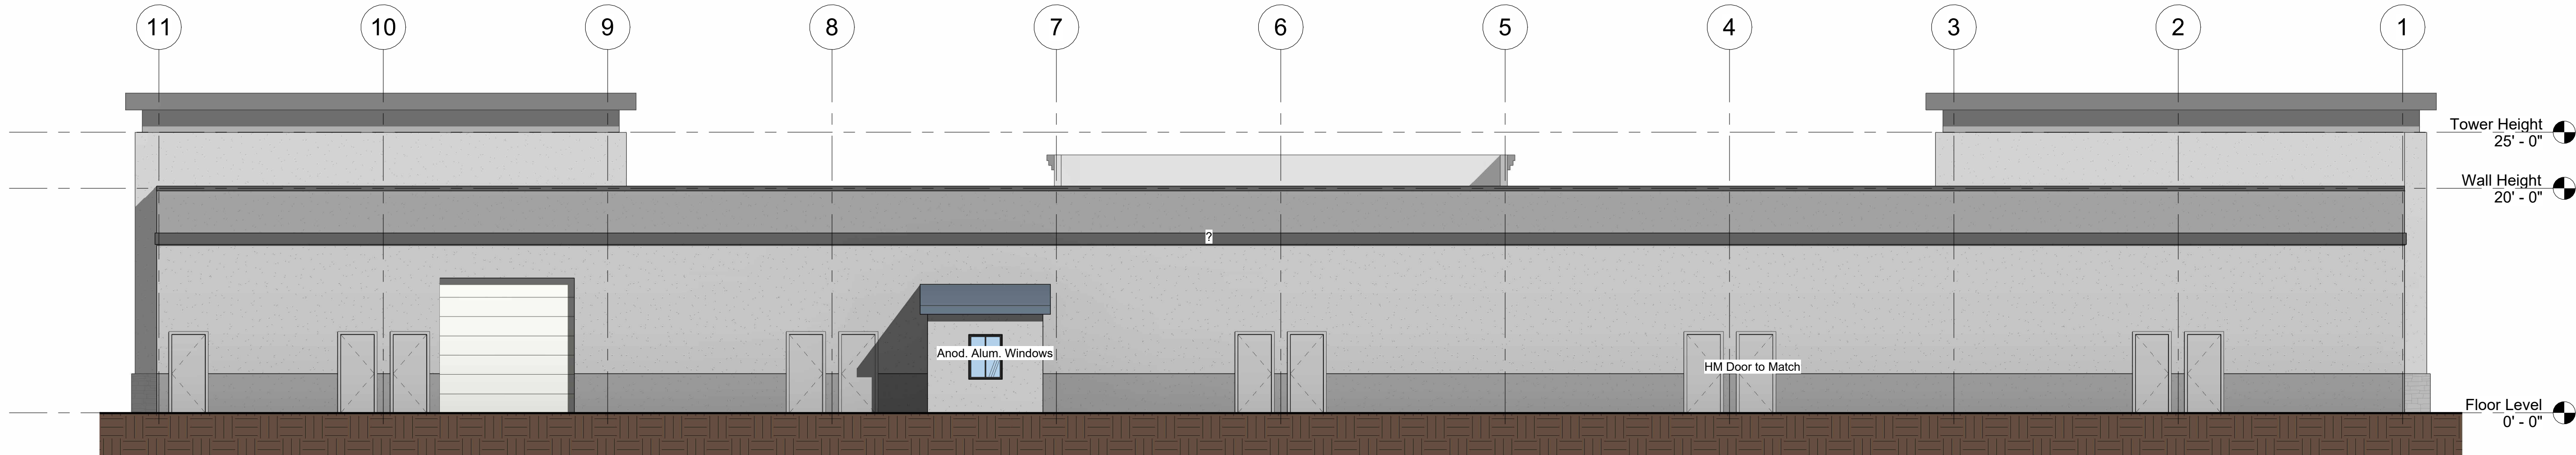 11
10
9
8
7
6
5
4
3
2
1
Tower Height
25' - 0"
Wall Height
20' - 0"
?
Anod. Alum. Windows
HM Door to Match
Floor Level
0' - 0"